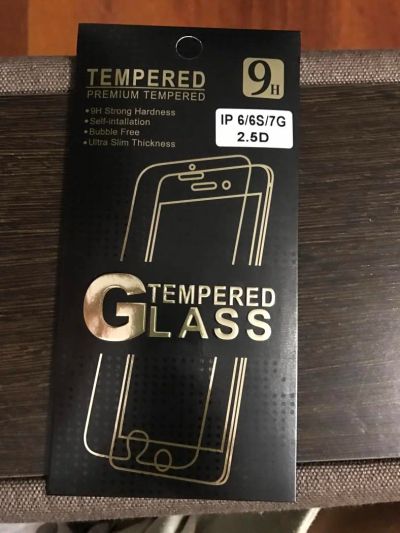 TEMPERED
PREMIUM TEMPERED
• 9H Strong Hardness
• Self-intallation
• Bubble Free
• Ultra Slim Thickness
9H
IP 6/6S/7G
2.5D
TEMPERED
GLASS